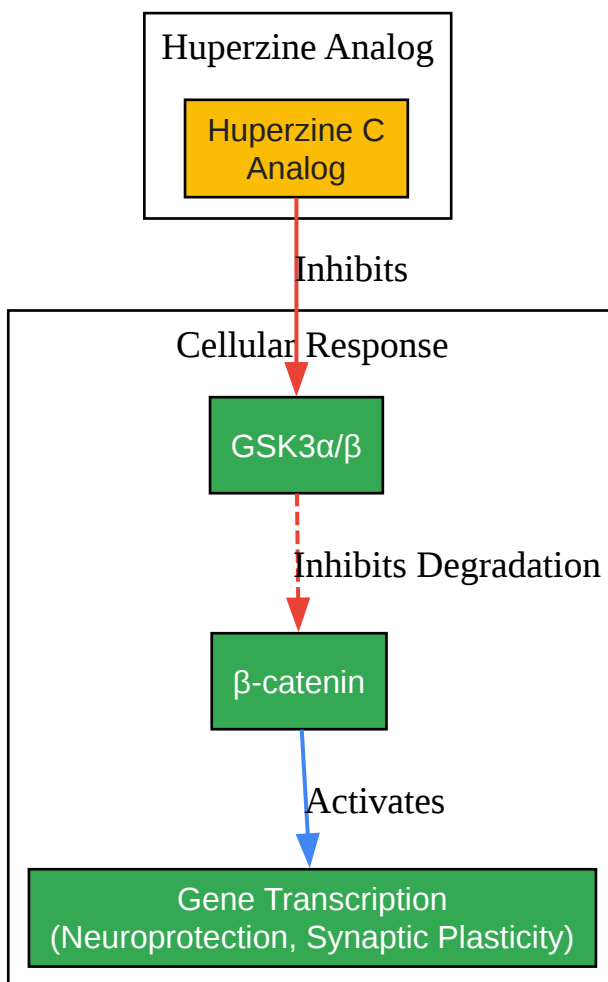 Huperzine Analog
Huperzine C
Analog
Inhibits
Cellular Response
GSK3α/β
Inhibits Degradation
β-catenin
Activates
Gene Transcription
(Neuroprotection, Synaptic Plasticity)